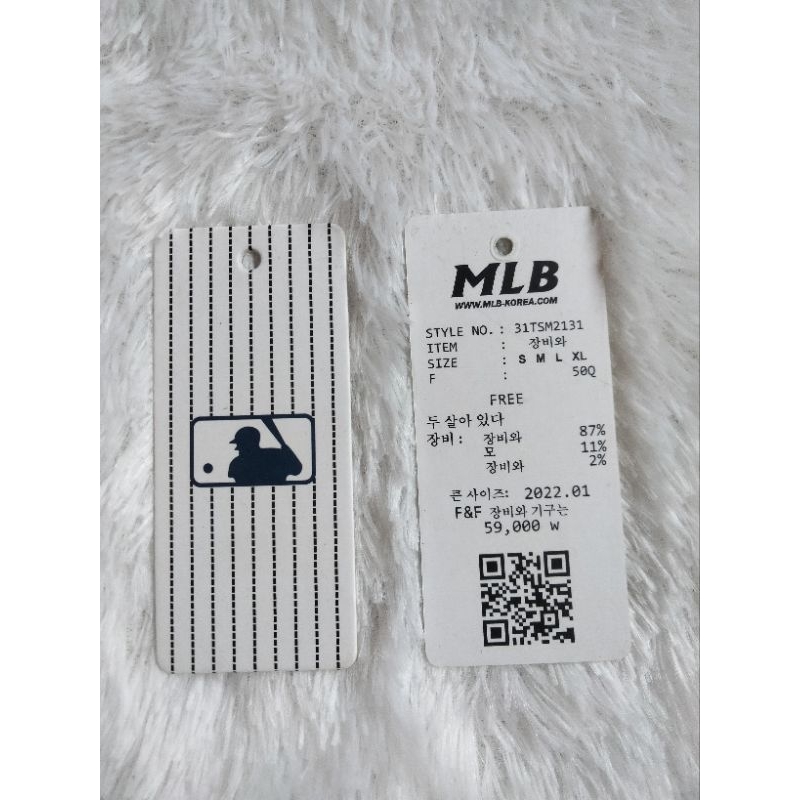 MLB
WWW.MLB-KOREA.COM
STYLE NO. : 31TSM2131
ITEM : 장비와
SIZE : S M L XL
F : 50Q
FREE
두 살아 있다
장비 : 장비와 87%
모 11%
장비와 2%
큰 사이즈: 2022.01
F&F 장비와 기구는
59,000 w